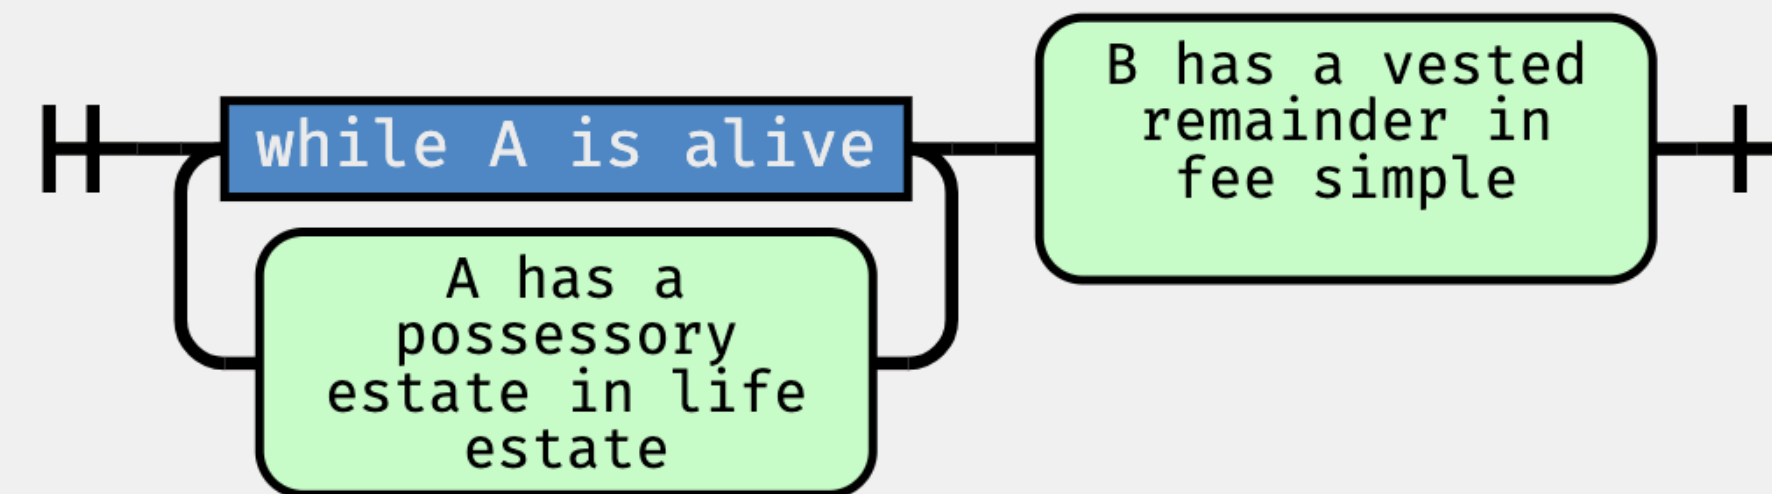 while A is alive
A has a
possessory
estate in life
estate
B has a vested
remainder in
fee simple